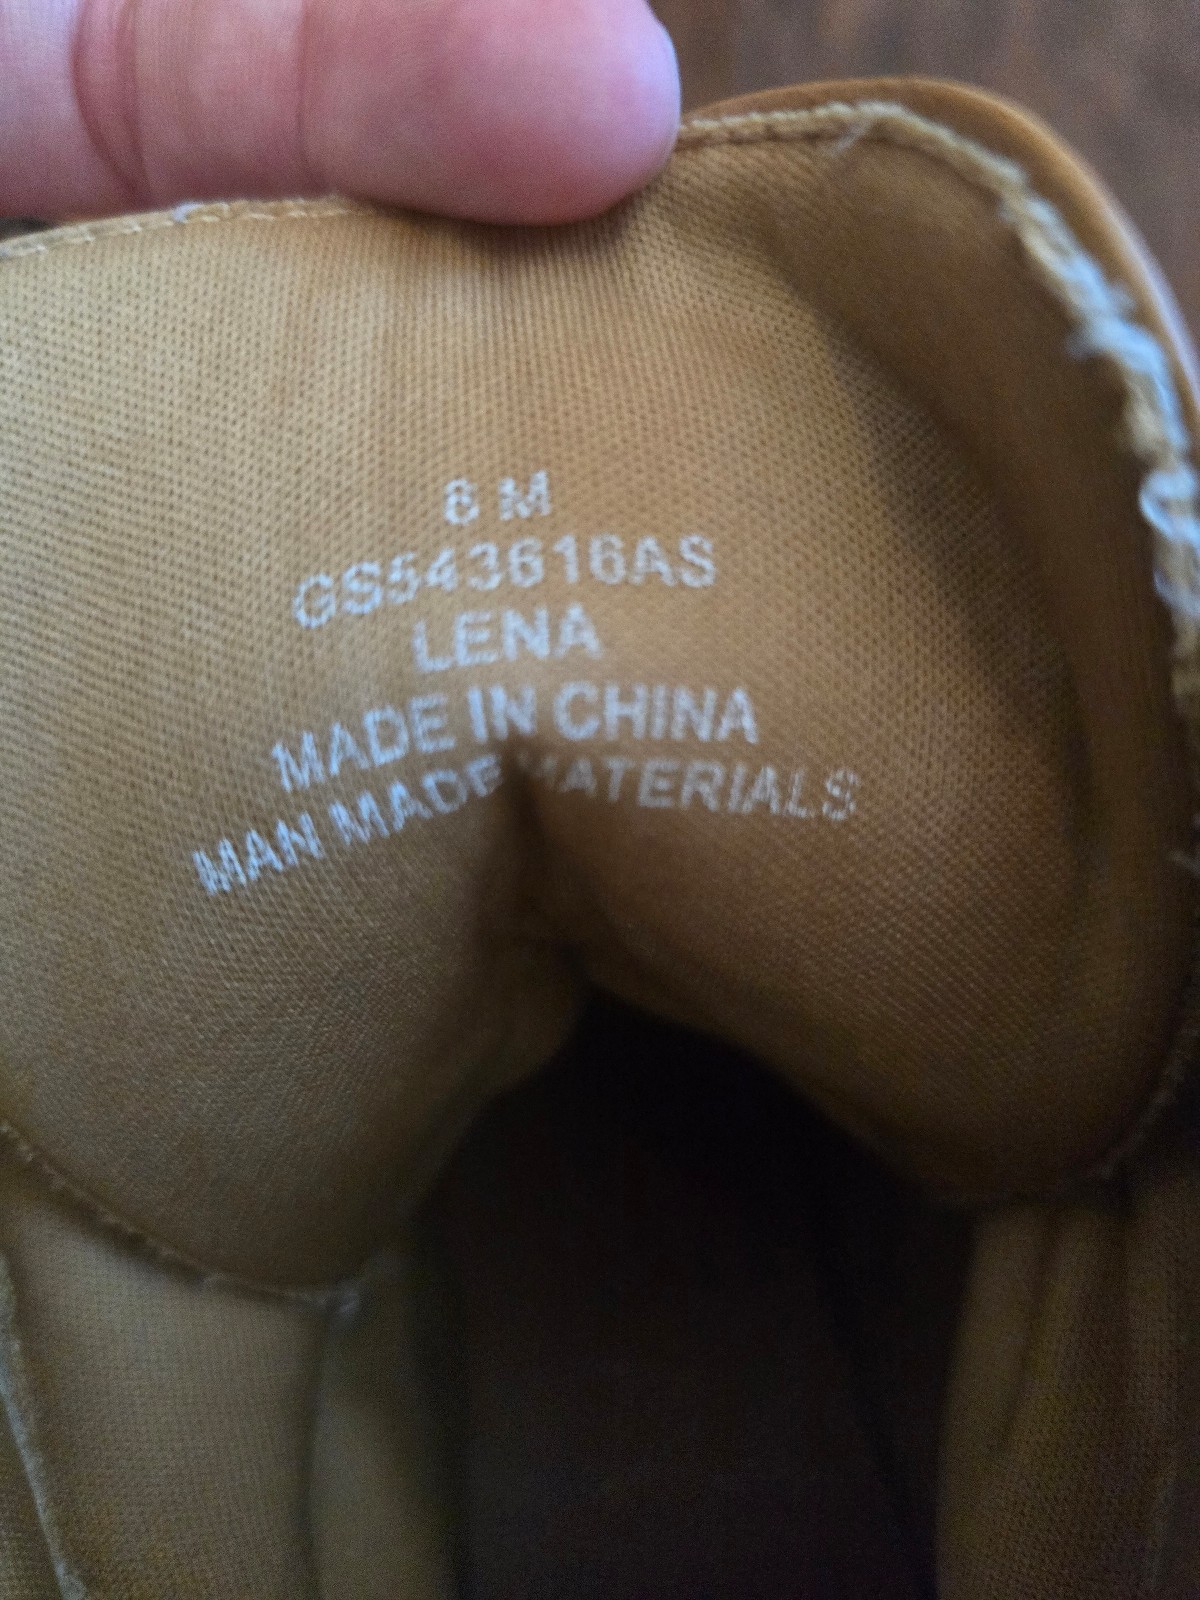 8 M
GS543616AS
LENA
MADE IN CHINA
MAN MADE MATERIALS